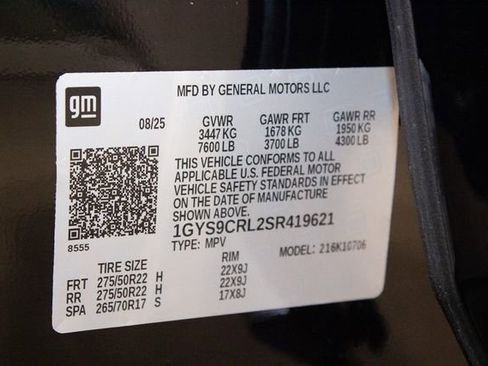 gm
MFD BY GENERAL MOTORS LLC
08/25
GVWR GAWR FRT GAWR RR
3447 KG 1678 KG 1950 KG
7600 LB 3700 LB 4300 LB
THIS VEHICLE CONFORMS TO ALL
APPLICABLE U.S. FEDERAL MOTOR
VEHICLE SAFETY STANDARDS IN EFFECT
ON THE DATE OF MANUFACTURE
SHOWN ABOVE.
1GYS9CRL2SR419621
8555
TYPE: MPV MODEL: 216K10706
TIRE SIZE RIM
FRT 275/50R22 H 22X9J
RR 275/50R22 H 22X9J
SPA 265/70R17 S 17X8J